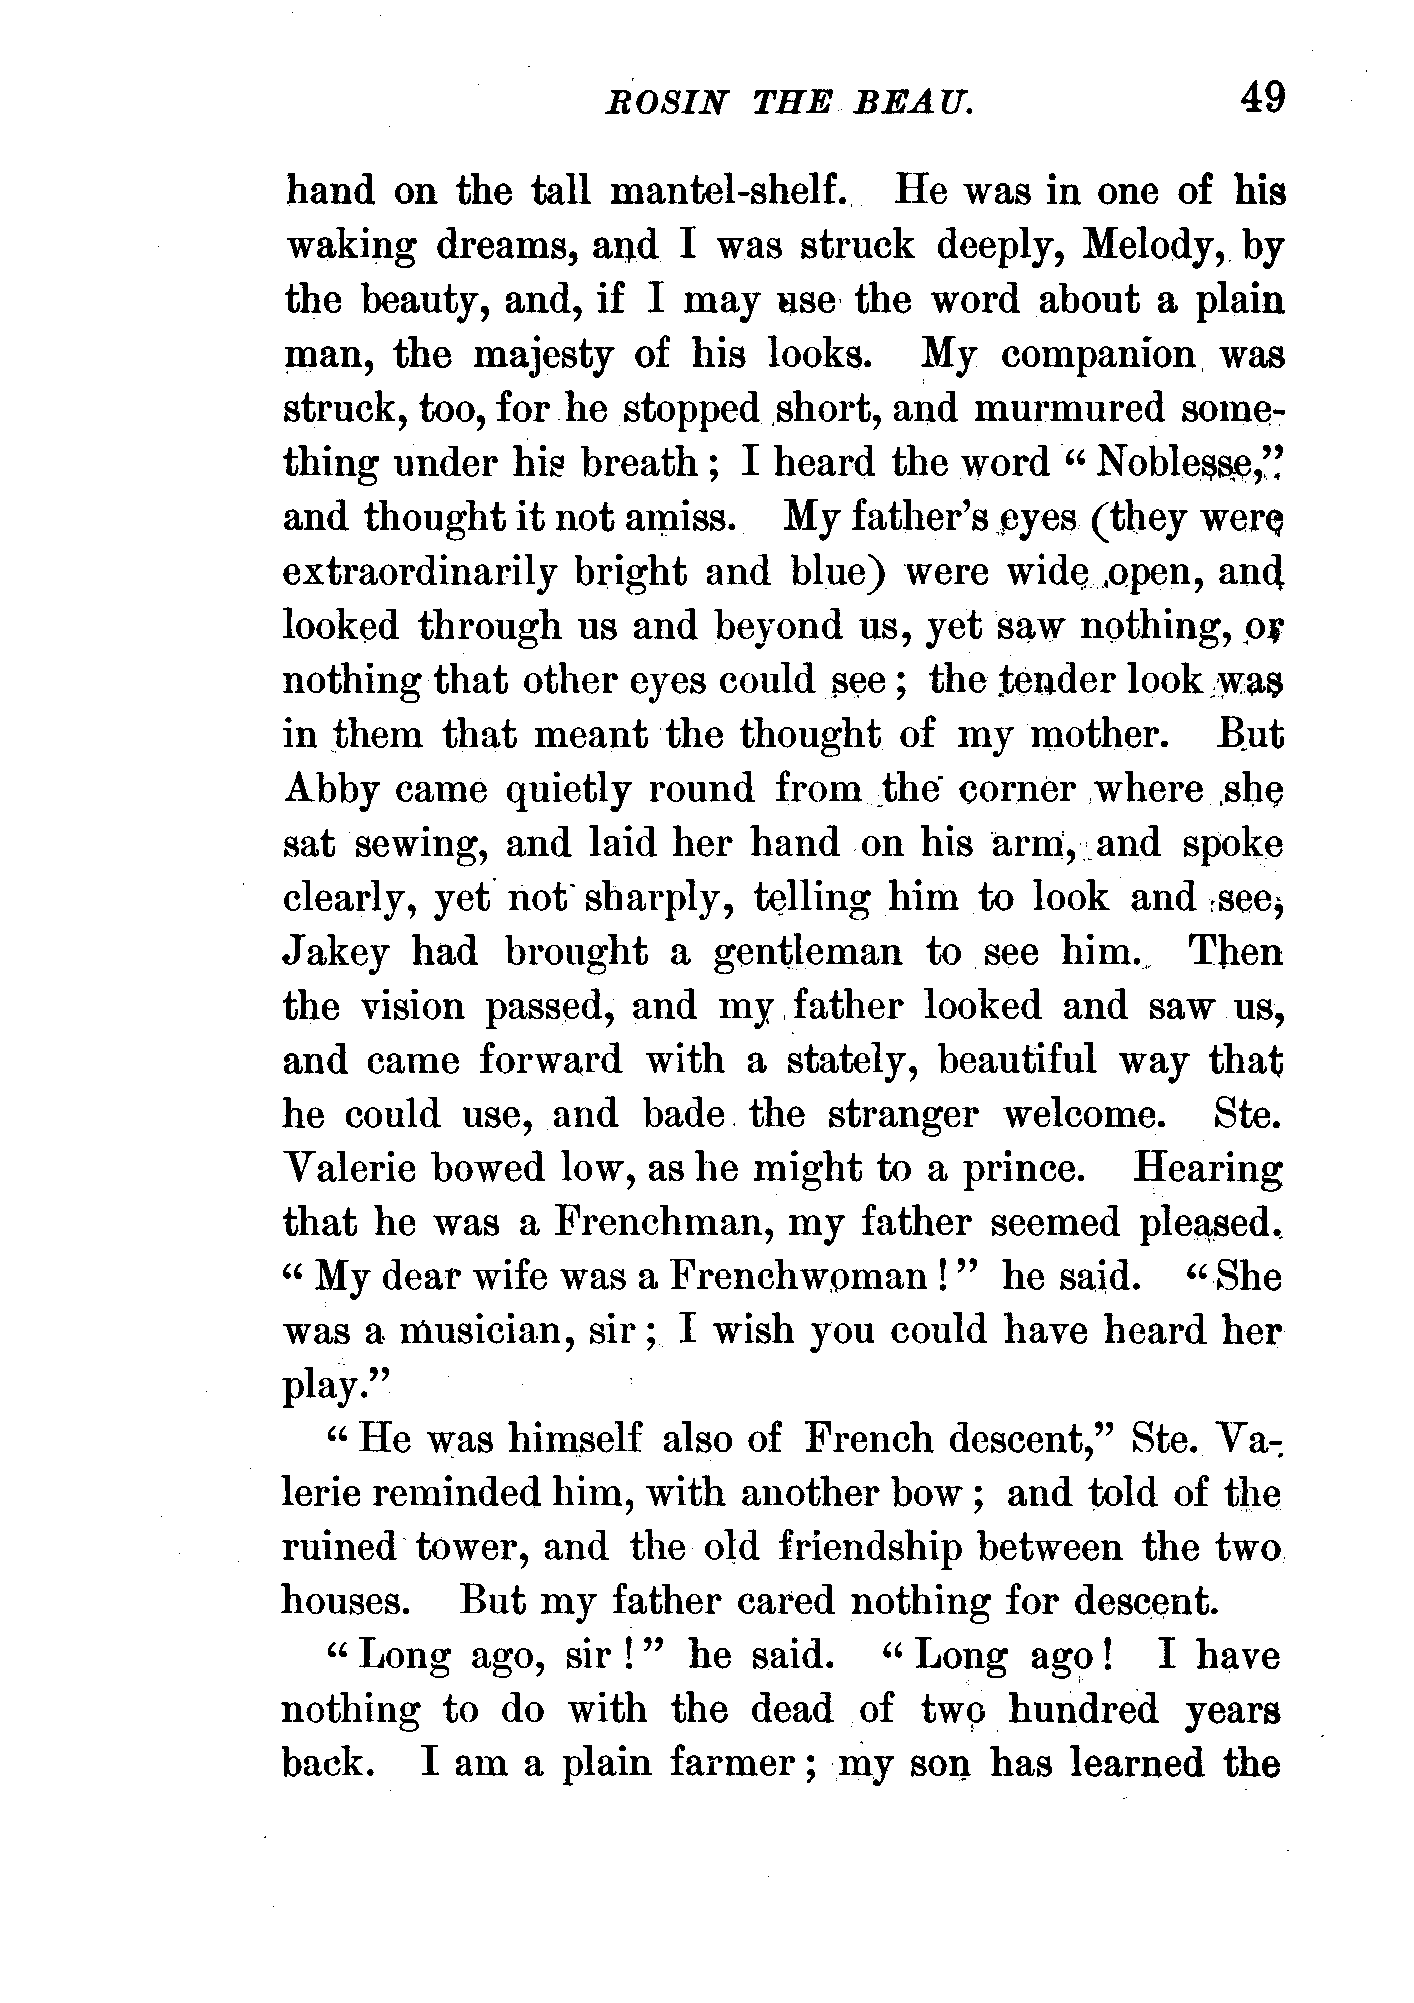 ROSIN THE BEAU. 49
hand on the tall mantel-shelf. He was in one of his
waking dreams, and I was struck deeply, Melody, by
the beauty, and, if I may use the word about a plain
man, the majesty of his looks. My companion was
struck, too, for he stopped short, and murmured some-
thing under his breath; I heard the word “Noblesse,”
and thought it not amiss. My father's eyes (they were
extraordinarily bright and blue) were wide open, and
looked through us and beyond us, yet saw nothing, or
nothing that other eyes could see; the tender look was
in them that meant the thought of my mother. But
Abby came quietly round from the corner where she
sat sewing, and laid her hand on his arm, and spoke
clearly, yet not sharply, telling him to look and see,
Jakey had brought a gentleman to see him. Then
the vision passed, and my father looked and saw us,
and came forward with a stately, beautiful way that
he could use, and bade the stranger welcome. Ste.
Valerie bowed low, as he might to a prince. Hearing
that he was a Frenchman, my father seemed pleased.
“My dear wife was a Frenchwoman!” he said. “She
was a musician, sir; I wish you could have heard her
play.”
“He was himself also of French descent,” Ste. Va-
lerie reminded him, with another bow; and told of the
ruined tower, and the old friendship between the two
houses. But my father cared nothing for descent.
“Long ago, sir!” he said. “Long ago! I have
nothing to do with the dead of two hundred years
back. I am a plain farmer; my son has learned the